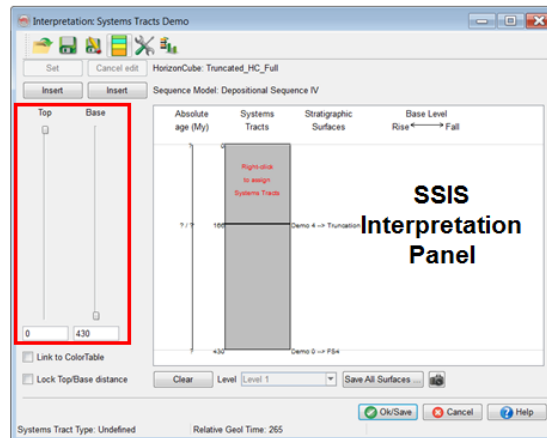 Interpretation: Systems Tracts Demo
Set Cancel edit HorizonCube: Truncated_HC_Full
Insert Insert Sequence Model: Depositional Sequence IV
Top Base
Absolute age (My)
Systems Tracts
Stratigraphic Surfaces
Base Level
Rise Fall
? 0
Right-click
to assign
Systems Tracts
SSIS
Interpretation
Panel
? / ? 166 Demo 4 --> Truncation
0 430
? 430 Demo 0 --> FS4
Link to ColorTable
Lock Top/Base distance Clear Level Level 1 Save All Surfaces ...
Ok/Save Cancel Help
Systems Tract Type: Undefined Relative Geol Time: 265